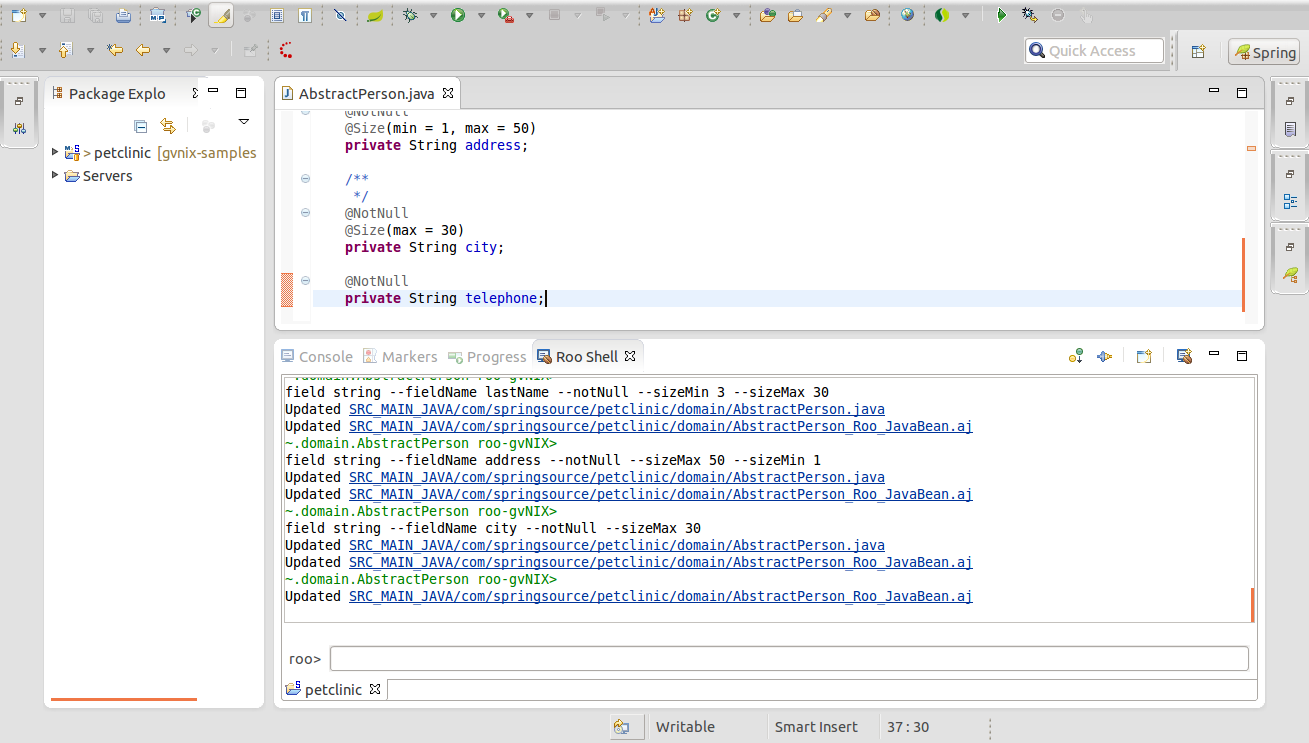 Quick Access
Spring
Package Explo
AbstractPerson.java
> petclinic [gvnix-samples
Servers
@NotNull
@Size(min = 1, max = 50)
private String address;
/**
*/
@NotNull
@Size(max = 30)
private String city;
@NotNull
private String telephone;
Console Markers Progress Roo Shell
~.domain.AbstractPerson roo-gvNIX>
field string --fieldName lastName --notNull --sizeMin 3 --sizeMax 30
Updated SRC_MAIN_JAVA/com/springsource/petclinic/domain/AbstractPerson.java
Updated SRC_MAIN_JAVA/com/springsource/petclinic/domain/AbstractPerson_Roo_JavaBean.aj
~.domain.AbstractPerson roo-gvNIX>
field string --fieldName address --notNull --sizeMax 50 --sizeMin 1
Updated SRC_MAIN_JAVA/com/springsource/petclinic/domain/AbstractPerson.java
Updated SRC_MAIN_JAVA/com/springsource/petclinic/domain/AbstractPerson_Roo_JavaBean.aj
~.domain.AbstractPerson roo-gvNIX>
field string --fieldName city --notNull --sizeMax 30
Updated SRC_MAIN_JAVA/com/springsource/petclinic/domain/AbstractPerson.java
Updated SRC_MAIN_JAVA/com/springsource/petclinic/domain/AbstractPerson_Roo_JavaBean.aj
~.domain.AbstractPerson roo-gvNIX>
Updated SRC_MAIN_JAVA/com/springsource/petclinic/domain/AbstractPerson_Roo_JavaBean.aj
roo>
petclinic
Writable Smart Insert 37 : 30